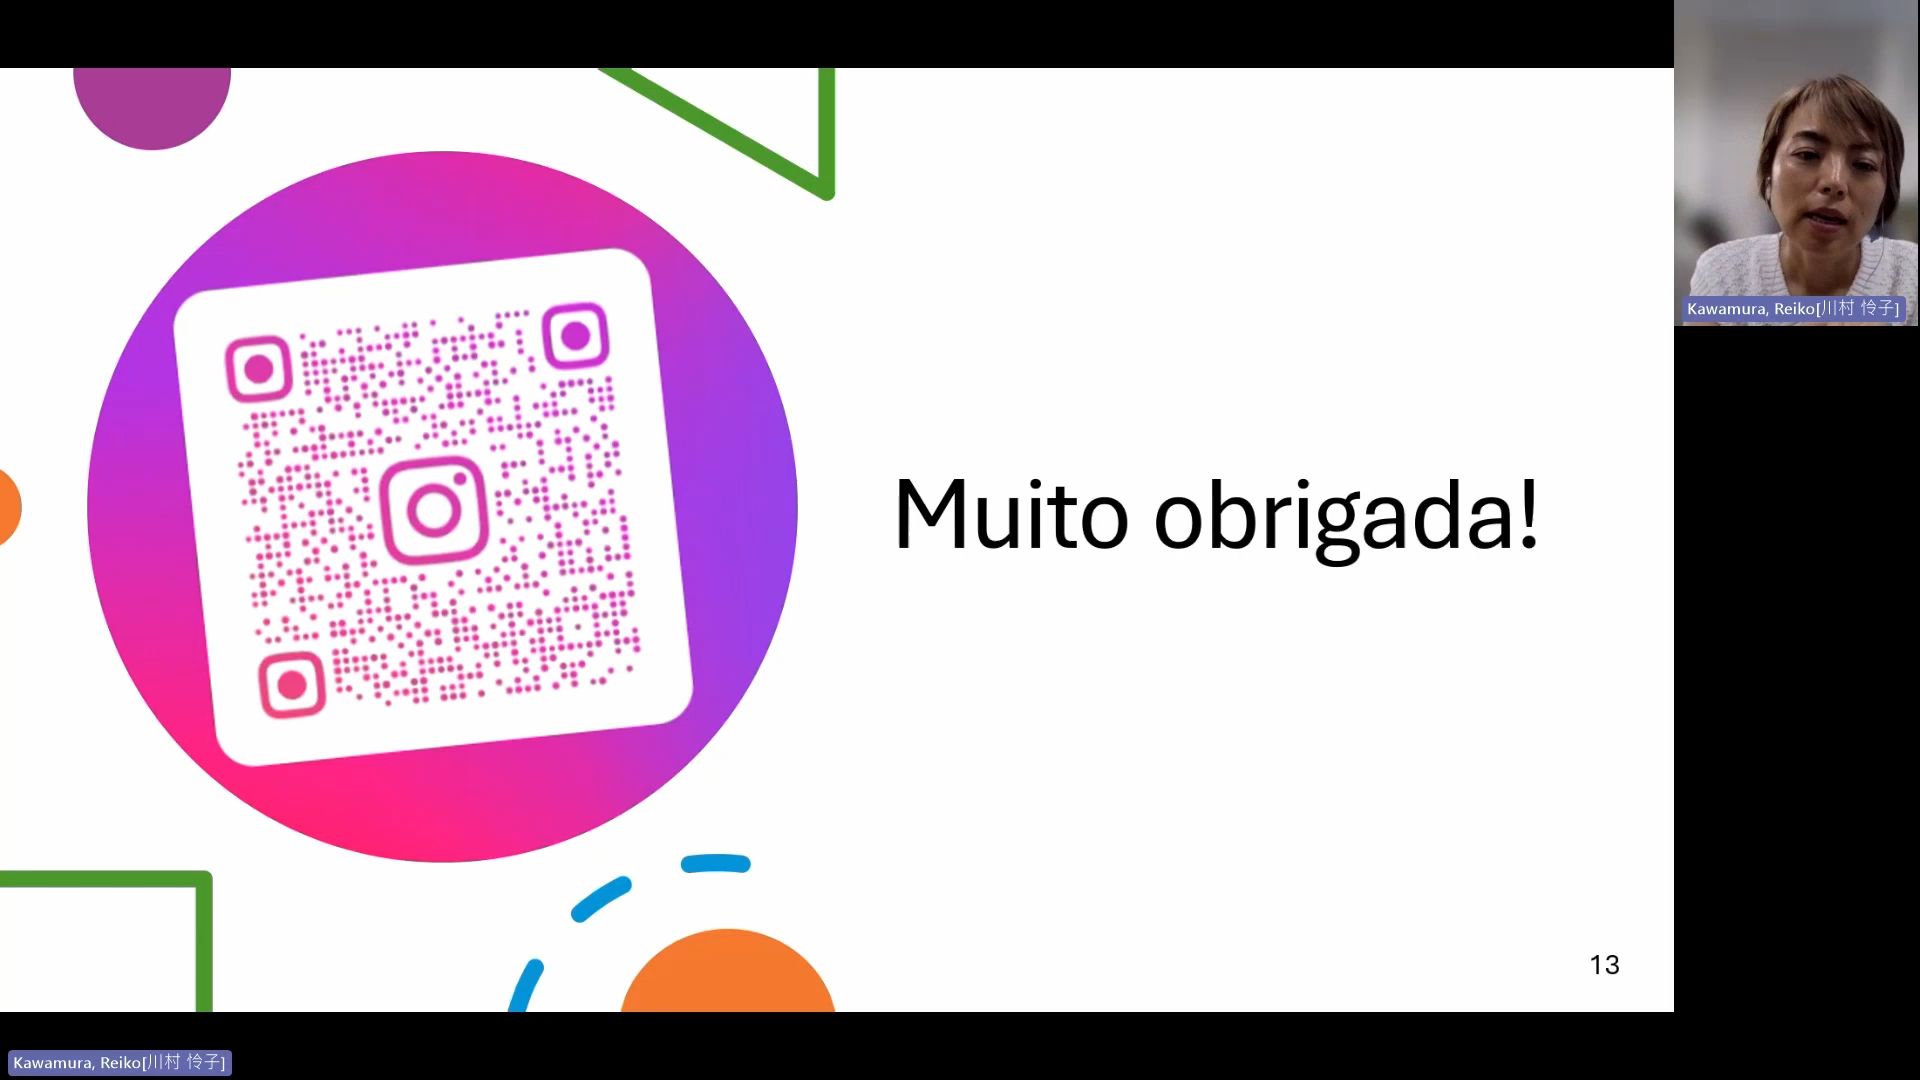 Muito obrigada!
13
Kawamura, Reiko[川村 怜子]
Kawamura, Reiko[川村 怜子]